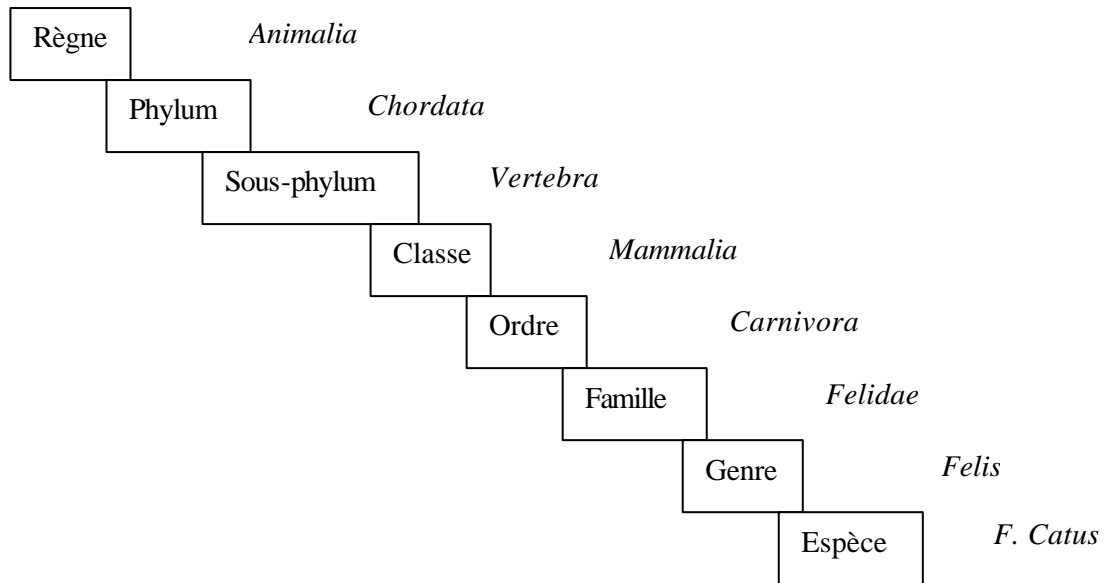 Règne Animalia
Phylum Chordata
Sous-phylum Vertebra
Classe Mammalia
Ordre Carnivora
Famille Felidae
Genre Felis
Espèce F. Catus